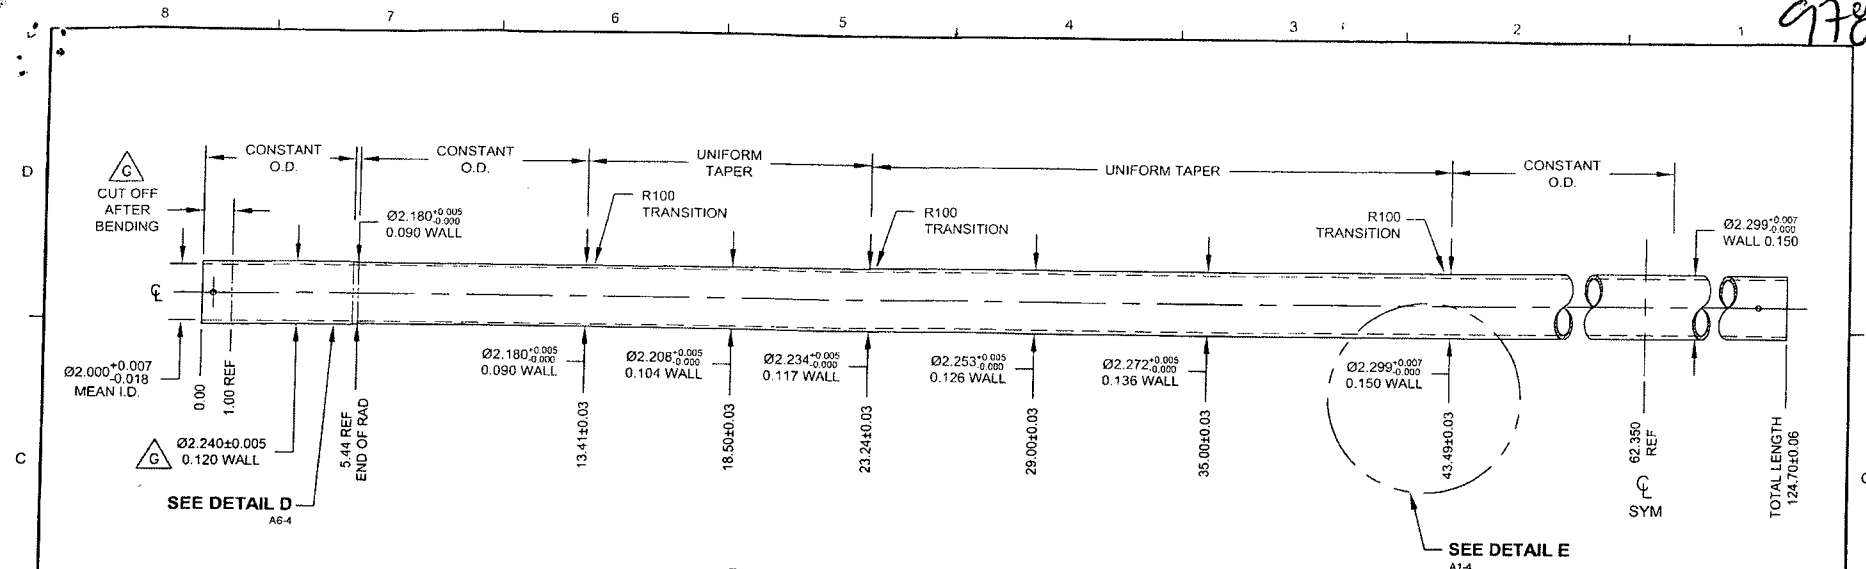 8 7 6 5 4 3 2 1
978
D
G
CUT OFF
AFTER
BENDING
CONSTANT
O.D.
CONSTANT
O.D.
UNIFORM
TAPER
UNIFORM TAPER
CONSTANT
O.D.
Ø2.180+0.005
-0.000
0.090 WALL
R100
TRANSITION
R100
TRANSITION
R100
TRANSITION
Ø2.299+0.007
-0.000
WALL 0.150
Ø2.000+0.007
-0.018
MEAN I.D.
0.00
1.00 REF
G
Ø2.240±0.005
0.120 WALL
SEE DETAIL D
A6-4
5.44 REF
END OF RAD
Ø2.180+0.005
-0.000
0.090 WALL
13.41±0.03
Ø2.208+0.005
-0.000
0.104 WALL
18.50±0.03
Ø2.234+0.005
-0.000
0.117 WALL
23.24±0.03
Ø2.253+0.005
-0.000
0.126 WALL
29.00±0.03
Ø2.272+0.005
-0.000
0.136 WALL
35.00±0.03
Ø2.299+0.007
-0.000
0.150 WALL
43.49±0.03
62.350
REF
SYM
TOTAL LENGTH
124.70±0.06
C
SEE DETAIL E
A1-4